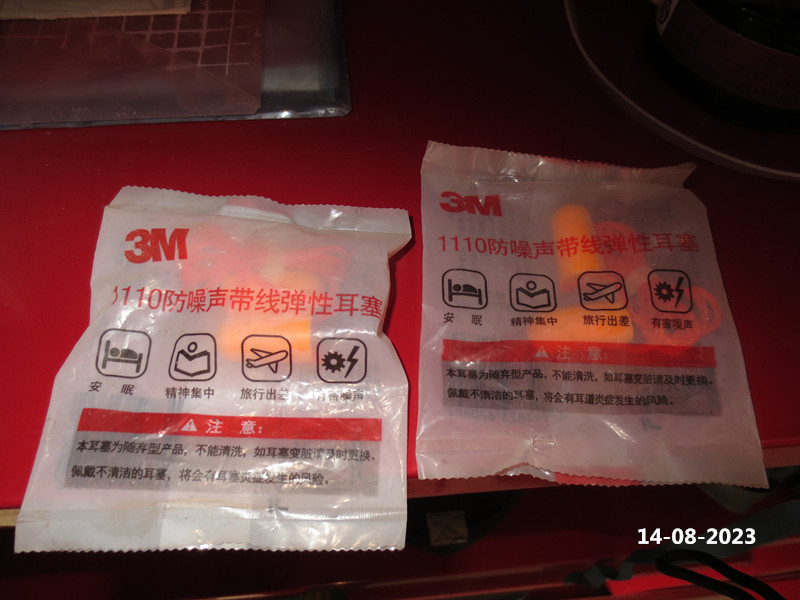 3M
1110防噪声带线弹性耳塞
安 眠
精神集中
旅行出差
有害噪声
注 意：
本耳塞为随弃型产品，不能清洗，如耳塞变脏请及时更换。
佩戴不清洁的耳塞，将会有耳塞炎症发生的风险。
3M
1110防噪声带线弹性耳塞
安 眠
精神集中
旅行出差
有害噪声
注 意：
本耳塞为随弃型产品，不能清洗，如耳塞变脏请及时更换。
佩戴不清洁的耳塞，将会有耳道炎症发生的风险。
14-08-2023